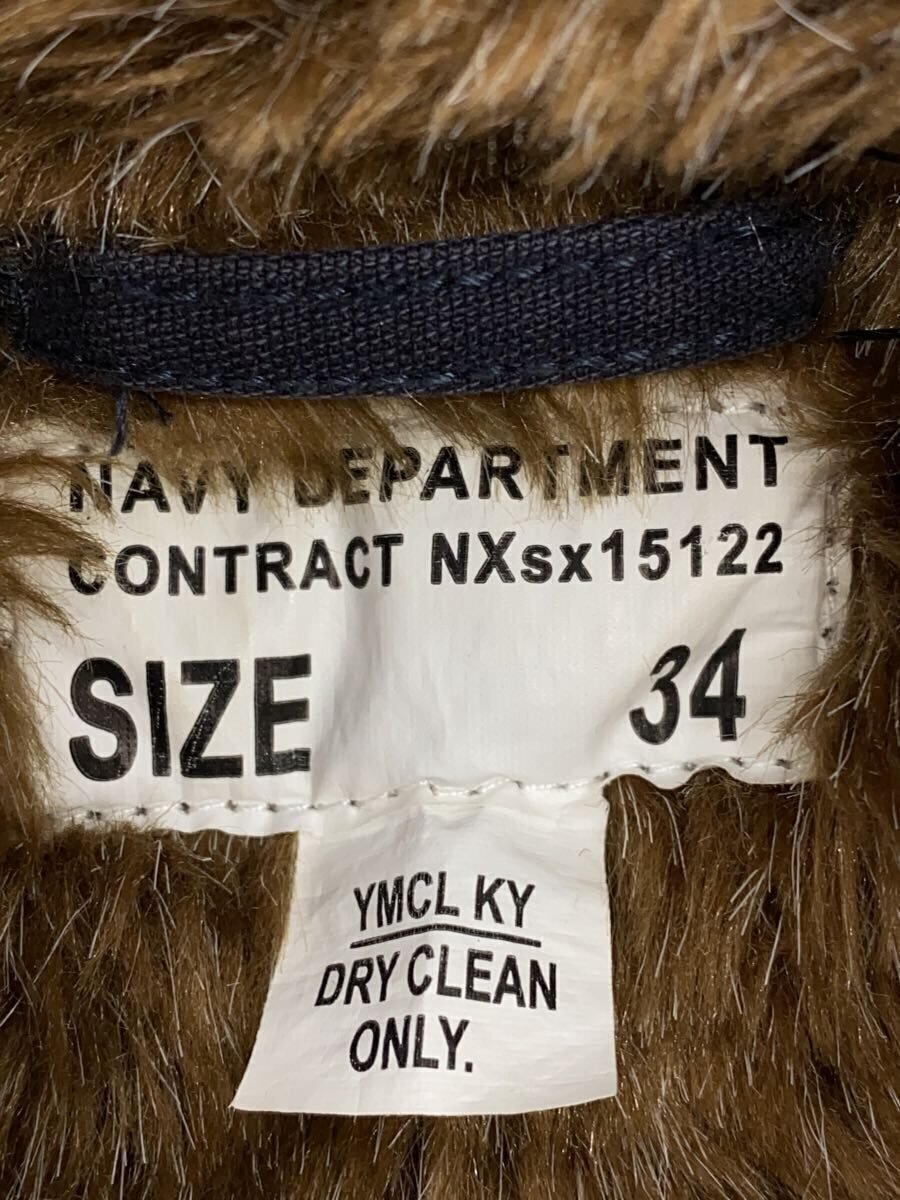 NAVY DEPARTMENT
CONTRACT NXsx15122
SIZE 34
YMCL KY
DRY CLEAN
ONLY.